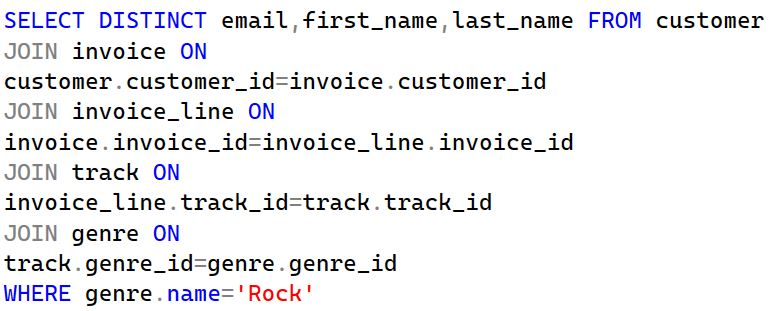 SELECT DISTINCT email,first_name,last_name FROM customer
JOIN invoice ON
customer.customer_id=invoice.customer_id
JOIN invoice_line ON
invoice.invoice_id=invoice_line.invoice_id
JOIN track ON
invoice_line.track_id=track.track_id
JOIN genre ON
track.genre_id=genre.genre_id
WHERE genre.name='Rock'